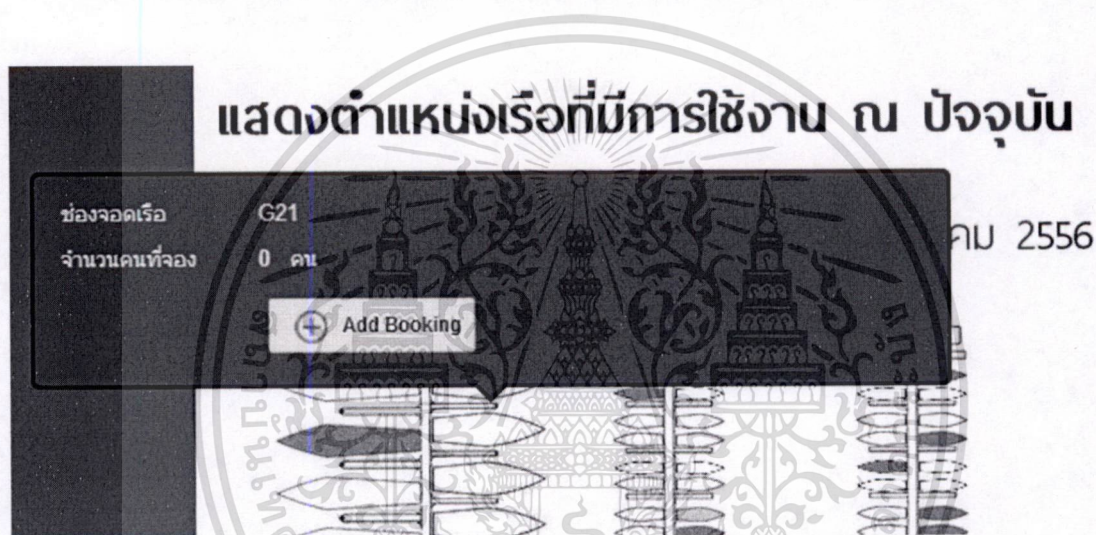 แสดงตำแหน่งเรือที่มีการใช้งาน ณ ปัจจุบัน
ช่องจอดเรือ G21
คม 2556
จำนวนคนที่จอง 0 คน
Add Booking